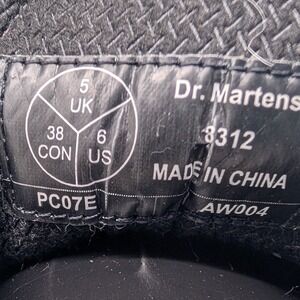 5
UK
38
CON
6
US
PC07E
Dr. Martens
8312
MADE IN CHINA
AW004